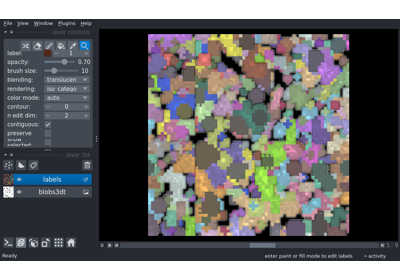 File View Window Plugins Help
layer controls
label: 1
opacity: 0.70
brush size: 10
blending: translucen
rendering: iso_catego
color mode: auto
contour: 0
n edit dim: 2
contiguous:
preserve
show
selected:
layer list
labels
blobs3dt
Ready
enter paint or fill mode to edit labels
activity